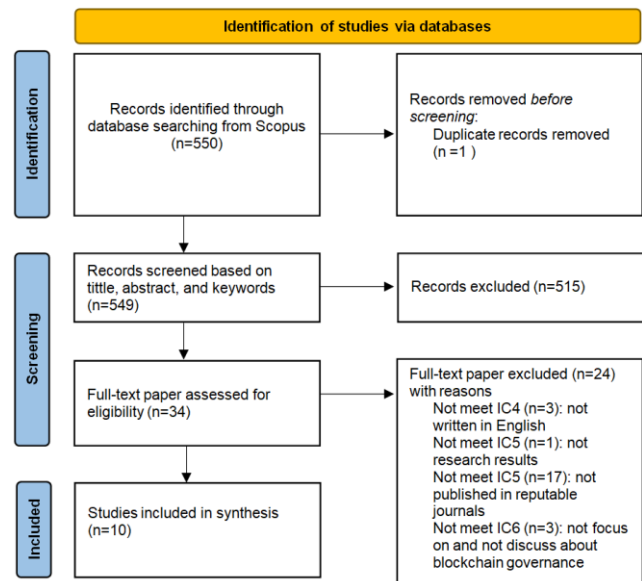 Identification of studies via databases
Identification
Records identified through
database searching from Scopus
(n=550)
Records removed before
screening:
Duplicate records removed
(n =1 )
Screening
Records screened based on
tittle, abstract, and keywords
(n=549)
Records excluded (n=515)
Full-text paper assessed for
eligibility (n=34)
Full-text paper excluded (n=24)
with reasons
Not meet IC4 (n=3): not
written in English
Not meet IC5 (n=1): not
research results
Not meet IC5 (n=17): not
published in reputable
journals
Not meet IC6 (n=3): not focus
on and not discuss about
blockchain governance
Included
Studies included in synthesis
(n=10)